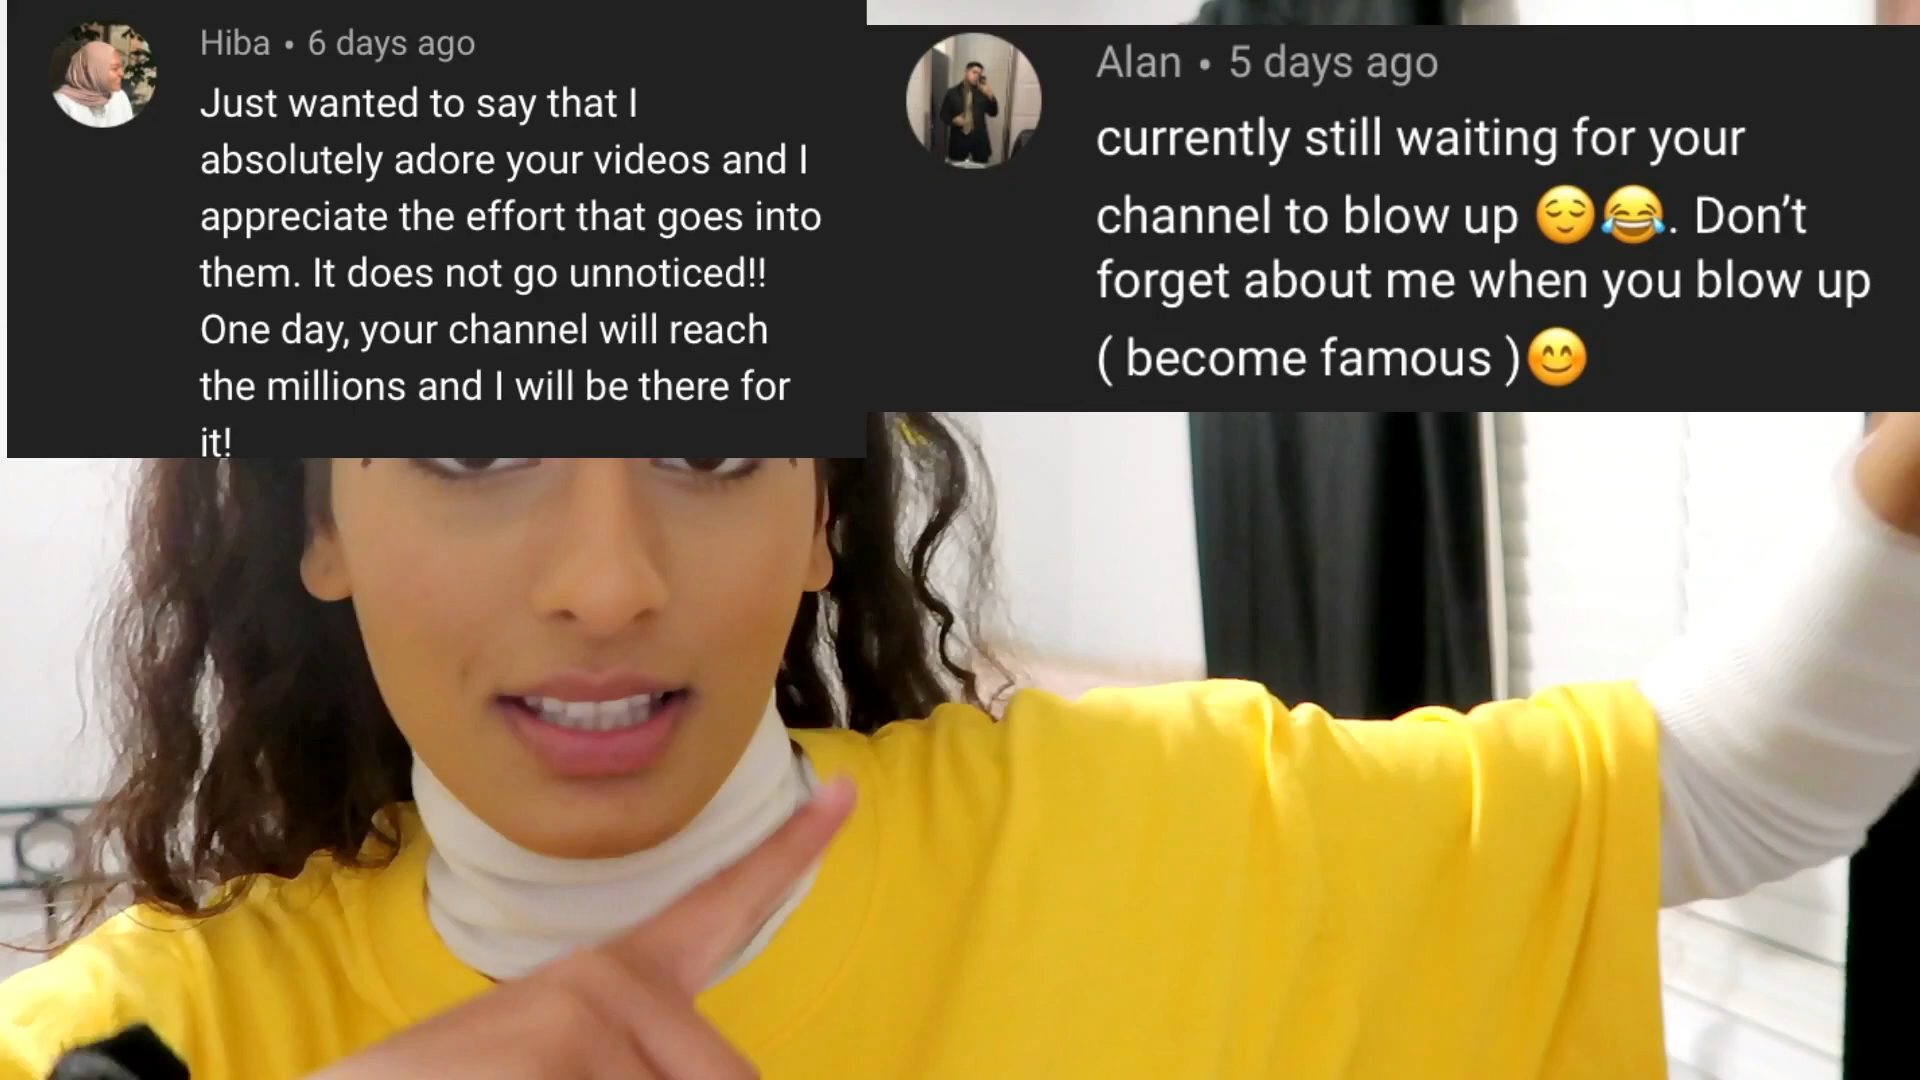 Hiba • 6 days ago
Just wanted to say that I
absolutely adore your videos and I
appreciate the effort that goes into
them. It does not go unnoticed!!
One day, your channel will reach
the millions and I will be there for
it!
Alan • 5 days ago
currently still waiting for your
channel to blow up 😌😂. Don’t
forget about me when you blow up
( become famous )😊